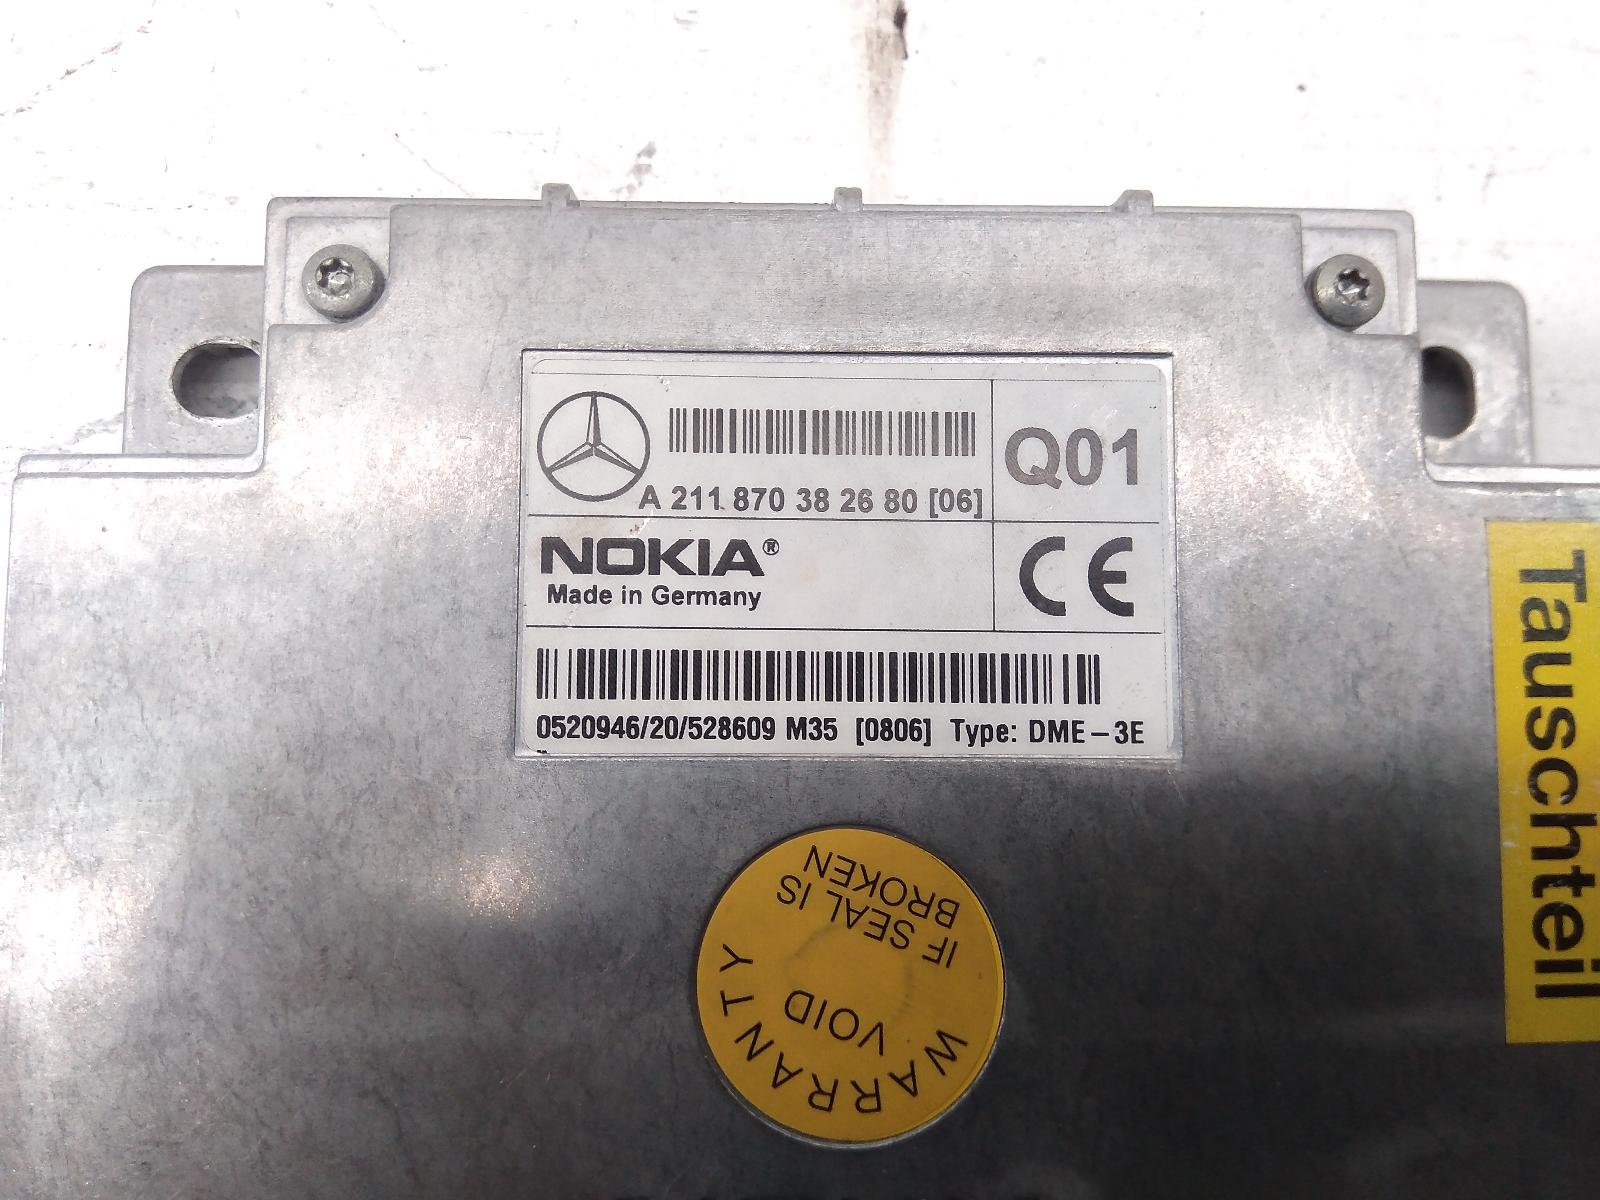 A 211 870 38 26 80 [06]
Q01
NOKIA®
Made in Germany
CE
0520946/20/528609 M35 [0806] Type: DME-3E
Tauschteil
WARRANTY
VOID
IF SEAL IS
BROKEN